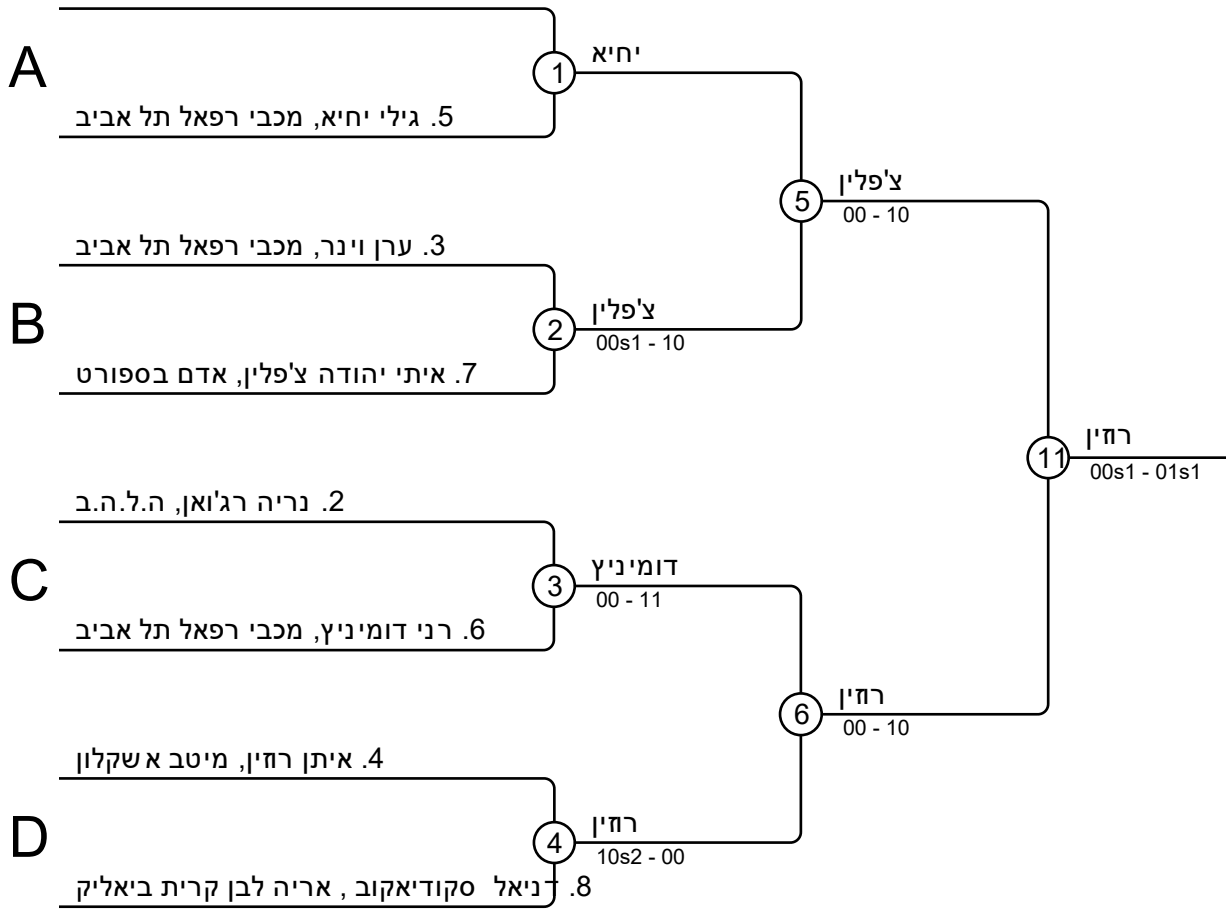 A
1
יחיא
5. גילי יחיא, מכבי רפאל תל אביב
5
צ'פלין
00 - 10
3. ערן וינר, מכבי רפאל תל אביב
B
2
צ'פלין
00s1 - 10
7. איתי יהודה צ'פלין, אדם בספורט
11
רוזין
00s1 - 01s1
2. נריה רג'ואן, ה.ל.ה.ב
C
3
דומיניץ
00 - 11
6. רני דומיניץ, מכבי רפאל תל אביב
6
רוזין
00 - 10
4. איתן רוזין, מיטב אשקלון
D
4
רוזין
10s2 - 00
8. דניאל סקודיאקוב , אריה לבן קרית ביאליק